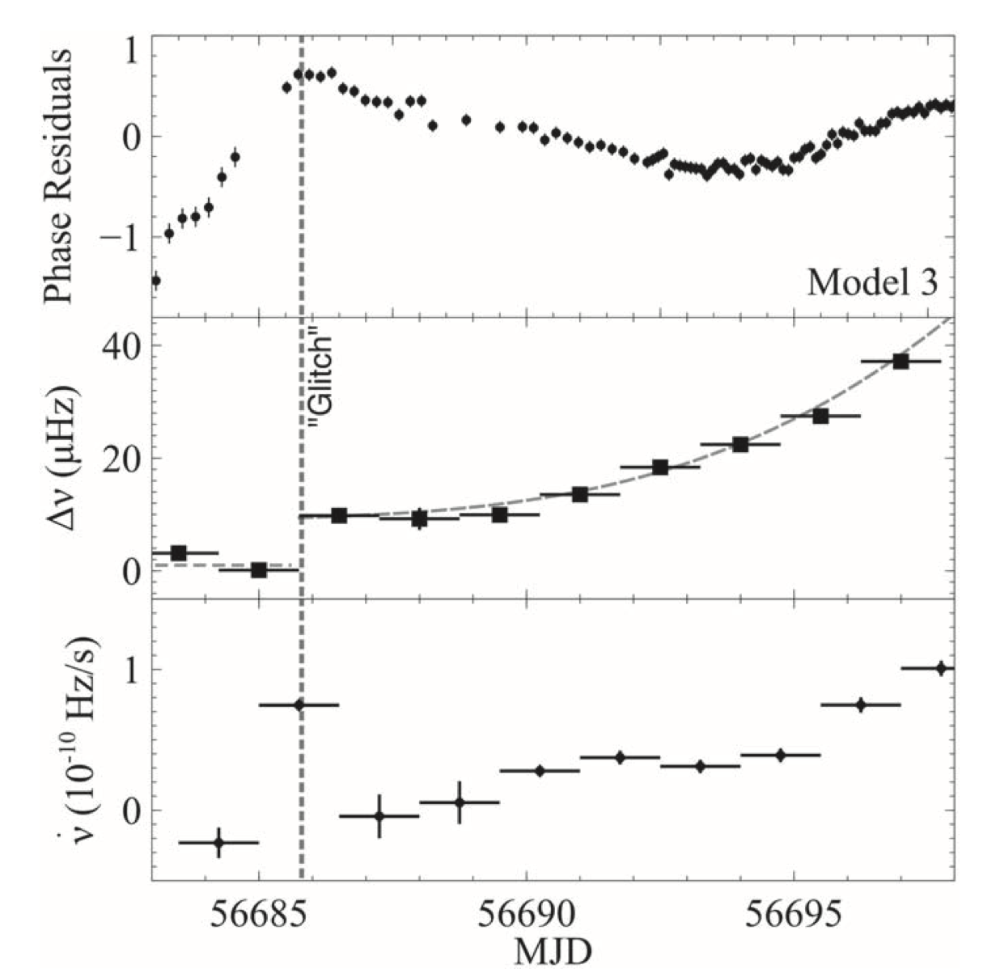 Phase Residuals
1
0
−1
Model 3
"Glitch"
Δν (μHz)
40
20
0
ν̇ (10⁻¹⁰ Hz/s)
1
0
56685 56690 56695
MJD